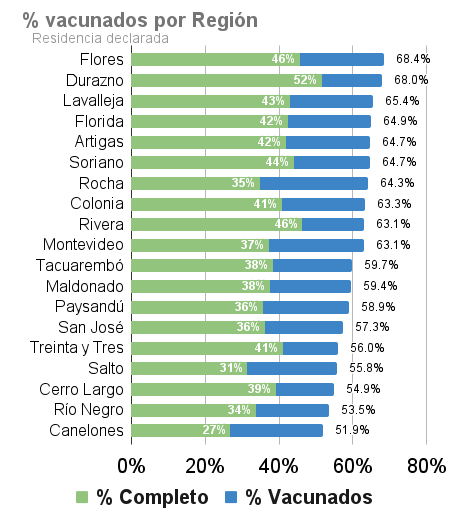 % vacunados por Región
Residencia declarada
Flores 46% 68.4%
Durazno 52% 68.0%
Lavalleja 43% 65.4%
Florida 42% 64.9%
Artigas 42% 64.7%
Soriano 44% 64.7%
Rocha 35% 64.3%
Colonia 41% 63.3%
Rivera 46% 63.1%
Montevideo 37% 63.1%
Tacuarembó 38% 59.7%
Maldonado 38% 59.4%
Paysandú 36% 58.9%
San José 36% 57.3%
Treinta y Tres 41% 56.0%
Salto 31% 55.8%
Cerro Largo 39% 54.9%
Río Negro 34% 53.5%
Canelones 27% 51.9%
0% 20% 40% 60% 80%
% Completo % Vacunados